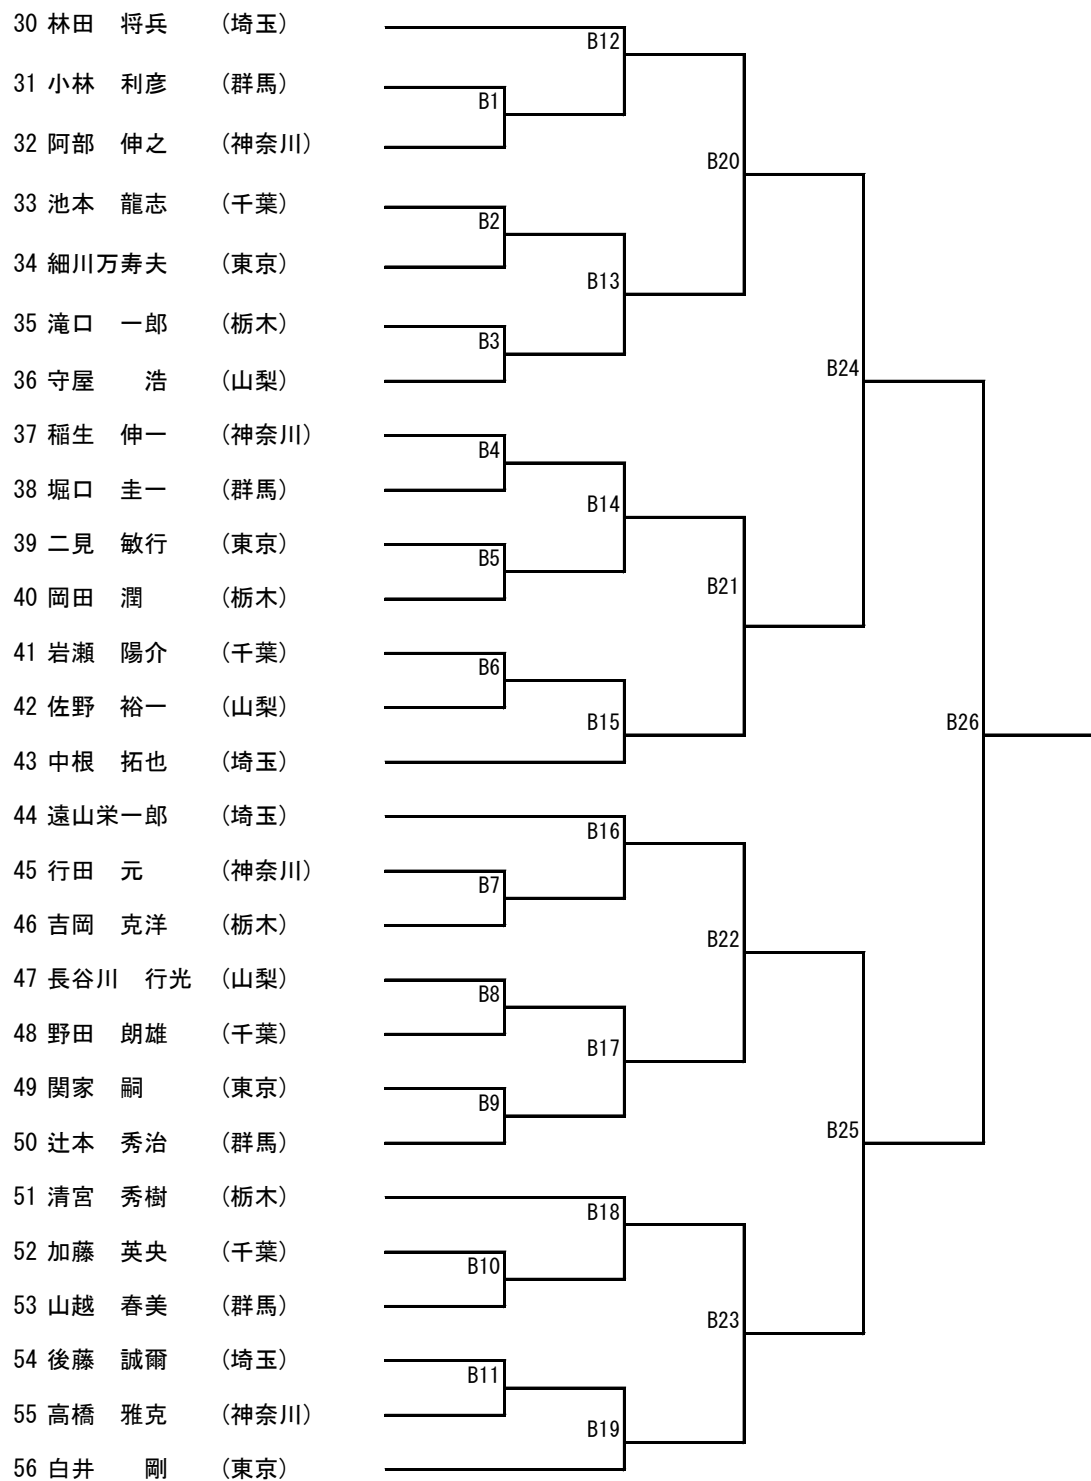 30 林田　将兵　（埼玉）
B12
31 小林　利彦　（群馬）
B1
32 阿部　伸之　（神奈川）
B20
33 池本　龍志　（千葉）
B2
34 細川万寿夫　（東京）
B13
35 滝口　一郎　（栃木）
B3
36 守屋　　浩　（山梨）
B24
37 稲生　伸一　（神奈川）
B4
38 堀口　圭一　（群馬）
B14
39 二見　敏行　（東京）
B5
40 岡田　潤　（栃木）
B21
41 岩瀬　陽介　（千葉）
B6
42 佐野　裕一　（山梨）
B15
B26
43 中根　拓也　（埼玉）
44 遠山栄一郎　（埼玉）
B16
45 行田　元　（神奈川）
B7
46 吉岡　克洋　（栃木）
B22
47 長谷川　行光　（山梨）
B8
48 野田　朗雄　（千葉）
B17
49 関家　嗣　（東京）
B9
50 辻本　秀治　（群馬）
B25
51 清宮　秀樹　（栃木）
B18
52 加藤　英央　（千葉）
B10
53 山越　春美　（群馬）
B23
54 後藤　誠爾　（埼玉）
B11
55 高橋　雅克　（神奈川）
B19
56 白井　　剛　（東京）